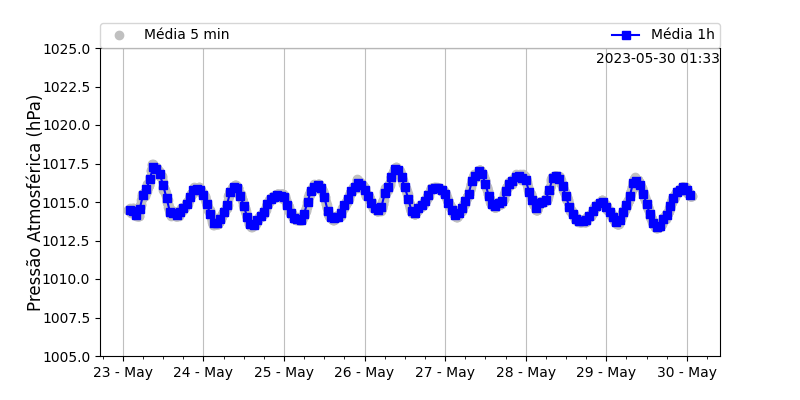 Média 5 min
Média 1h
2023-05-30 01:33
Pressão Atmosférica (hPa)
1025.0
1022.5
1020.0
1017.5
1015.0
1012.5
1010.0
1007.5
1005.0
23 - May
24 - May
25 - May
26 - May
27 - May
28 - May
29 - May
30 - May